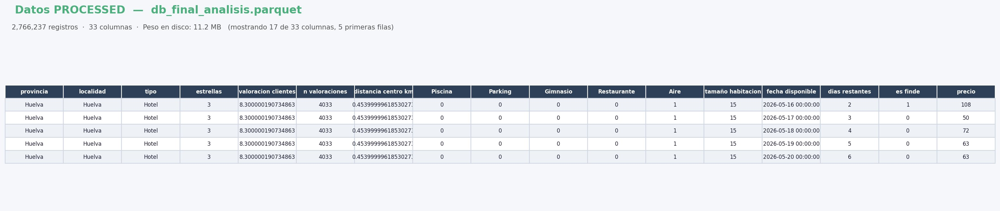 Datos PROCESSED — db_final_analisis.parquet
2,766,237 registros · 33 columnas · Peso en disco: 11.2 MB (mostrando 17 de 33 columnas, 5 primeras filas)
provincia localidad tipo estrellas valoracion clientes n valoraciones distancia centro km Piscina Parking Gimnasio Restaurante Aire tamaño habitacion fecha disponible dias restantes es finde precio
Huelva Huelva Hotel 3 8.300000190734863 4033 0.4539999961853027 0 0 0 0 1 15 2026-05-16 00:00:00 2 1 108
Huelva Huelva Hotel 3 8.300000190734863 4033 0.4539999961853027 0 0 0 0 1 15 2026-05-17 00:00:00 3 0 50
Huelva Huelva Hotel 3 8.300000190734863 4033 0.4539999961853027 0 0 0 0 1 15 2026-05-18 00:00:00 4 0 72
Huelva Huelva Hotel 3 8.300000190734863 4033 0.4539999961853027 0 0 0 0 1 15 2026-05-19 00:00:00 5 0 63
Huelva Huelva Hotel 3 8.300000190734863 4033 0.4539999961853027 0 0 0 0 1 15 2026-05-20 00:00:00 6 0 63